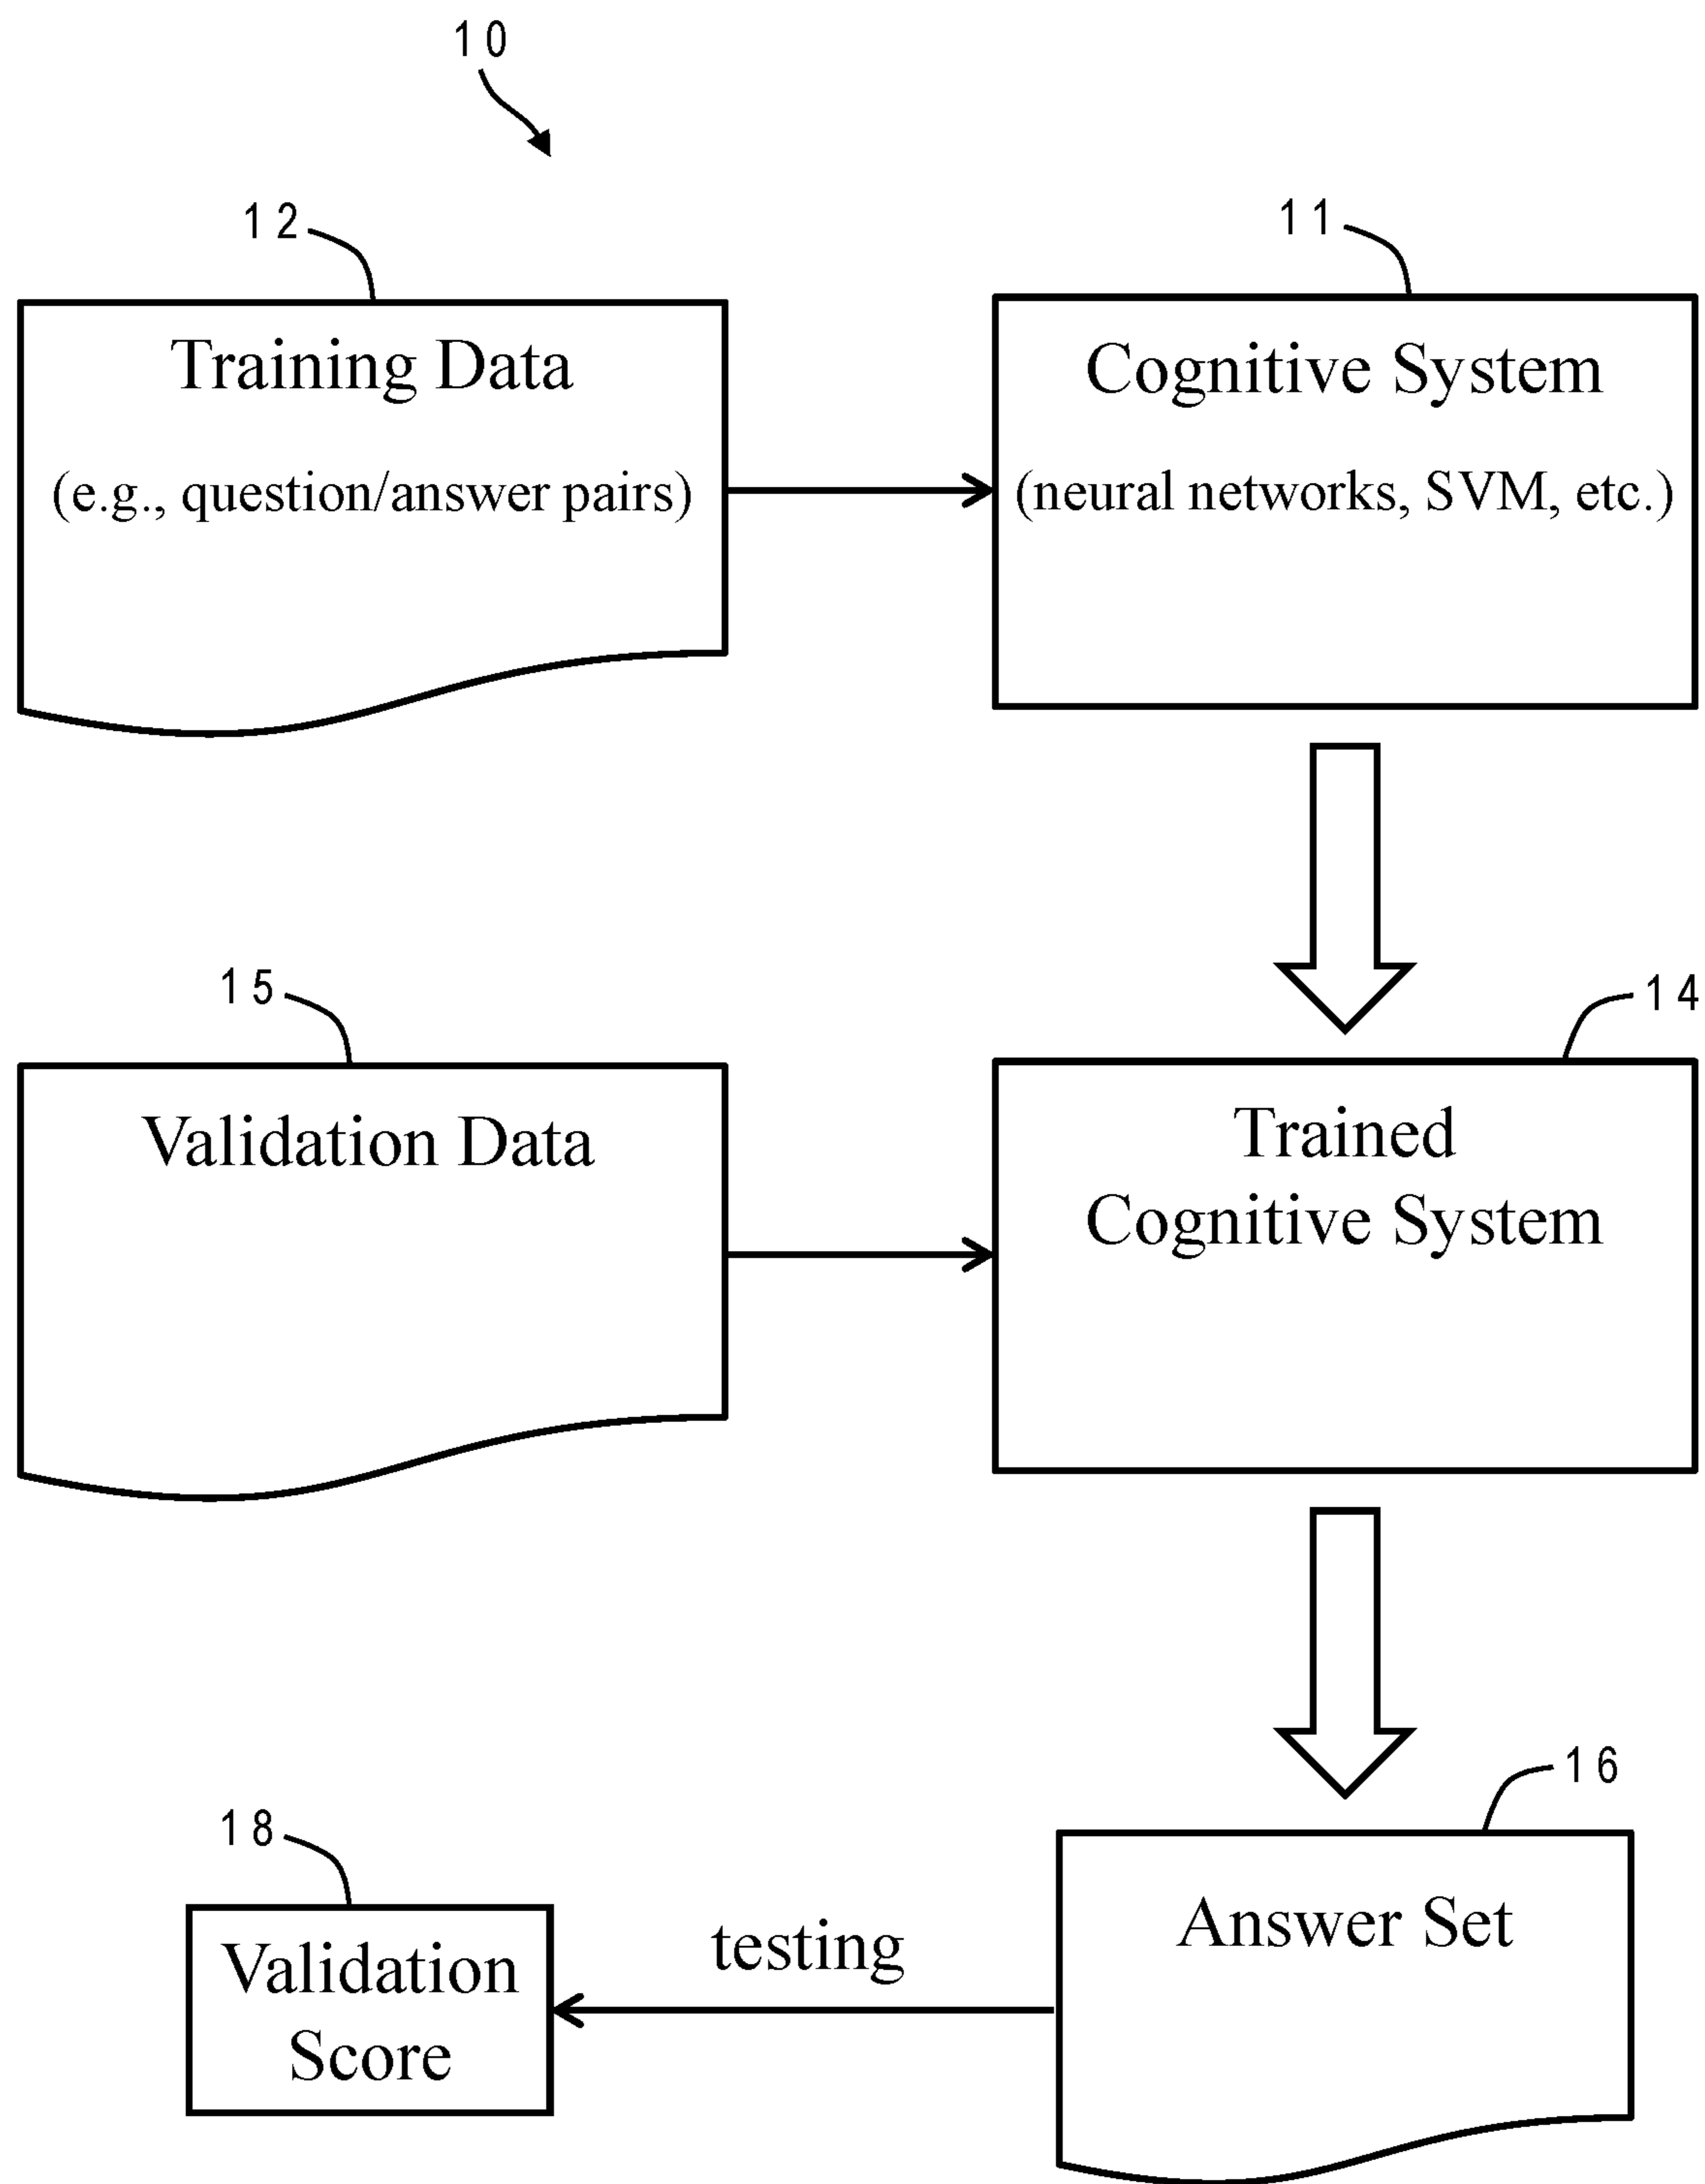 10
12
11
Training Data
(e.g., question/answer pairs)
Cognitive System
(neural networks, SVM, etc.)
15
14
Validation Data
Trained
Cognitive System
16
18
Answer Set
testing
Validation
Score